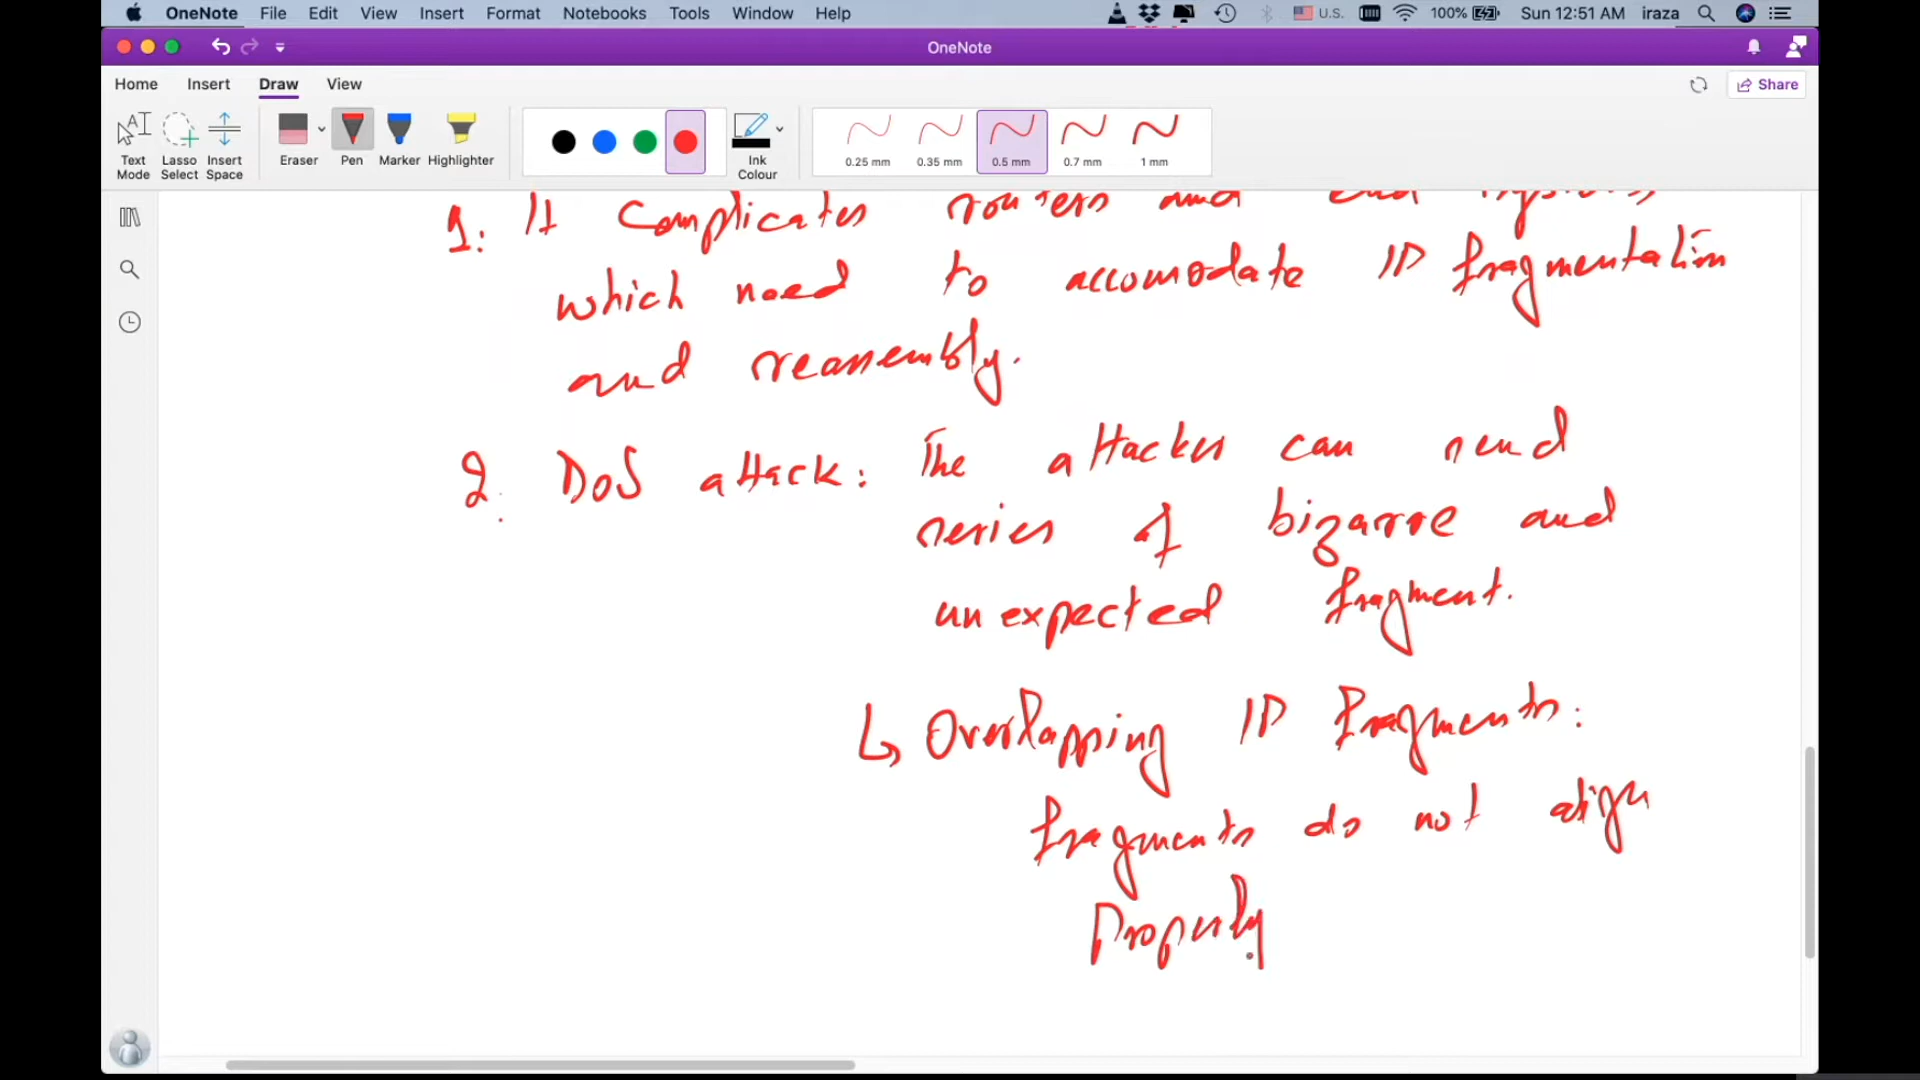 OneNote File Edit View Insert Format Notebooks Tools Window Help U.S. 100% Sun 12:51 AM iraza
OneNote
Home Insert Draw View Share
Text Mode Lasso Select Insert Space Eraser Pen Marker Highlighter Ink Colour 0.25 mm 0.35 mm 0.5 mm 0.7 mm 1 mm
1. It complicates routers and end systems
which need to accomodate IP fragmentation
and reassembly.
2. DoS attack: The attacker can send
series of bizarre and
unexpected fragment.
↳ Overlapping IP fragments:
fragments do not align
properly